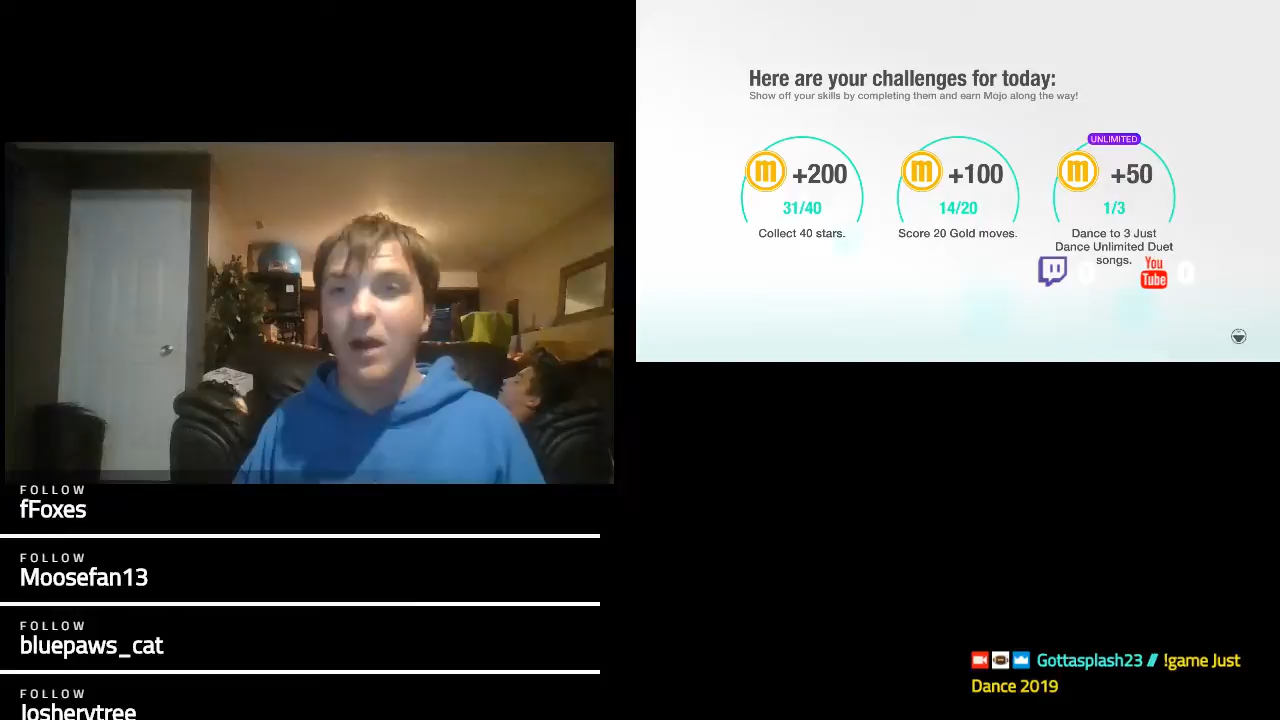 Here are your challenges for today:
Show off your skills by completing them and earn Mojo along the way!
UNLIMITED
m +200
m +100
m +50
31/40
14/20
1/3
Collect 40 stars.
Score 20 Gold moves.
Dance to 3 Just
Dance Unlimited Duet
songs.
0
You
Tube
0
FOLLOW
fFoxes
FOLLOW
Moosefan13
FOLLOW
bluepaws_cat
FOLLOW
Josherytree
Gottasplash23 // !game Just
Dance 2019